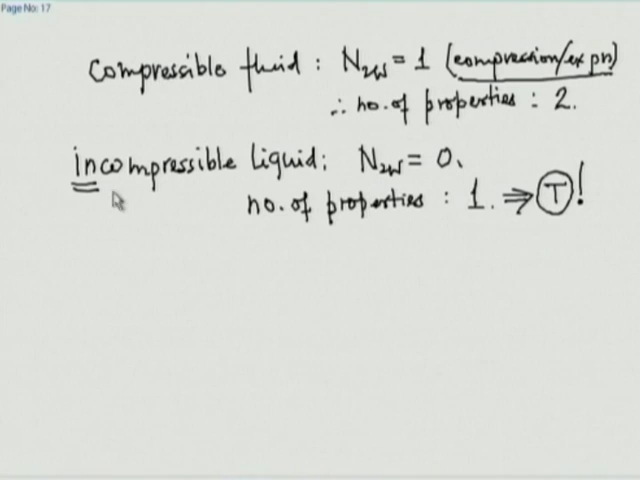 Page No: 17
compressible fluid : N₂w = 1 (compression/expn)
∴ no. of properties : 2.
incompressible liquid: N₂w = 0.
no. of properties : 1. ⇒ T!